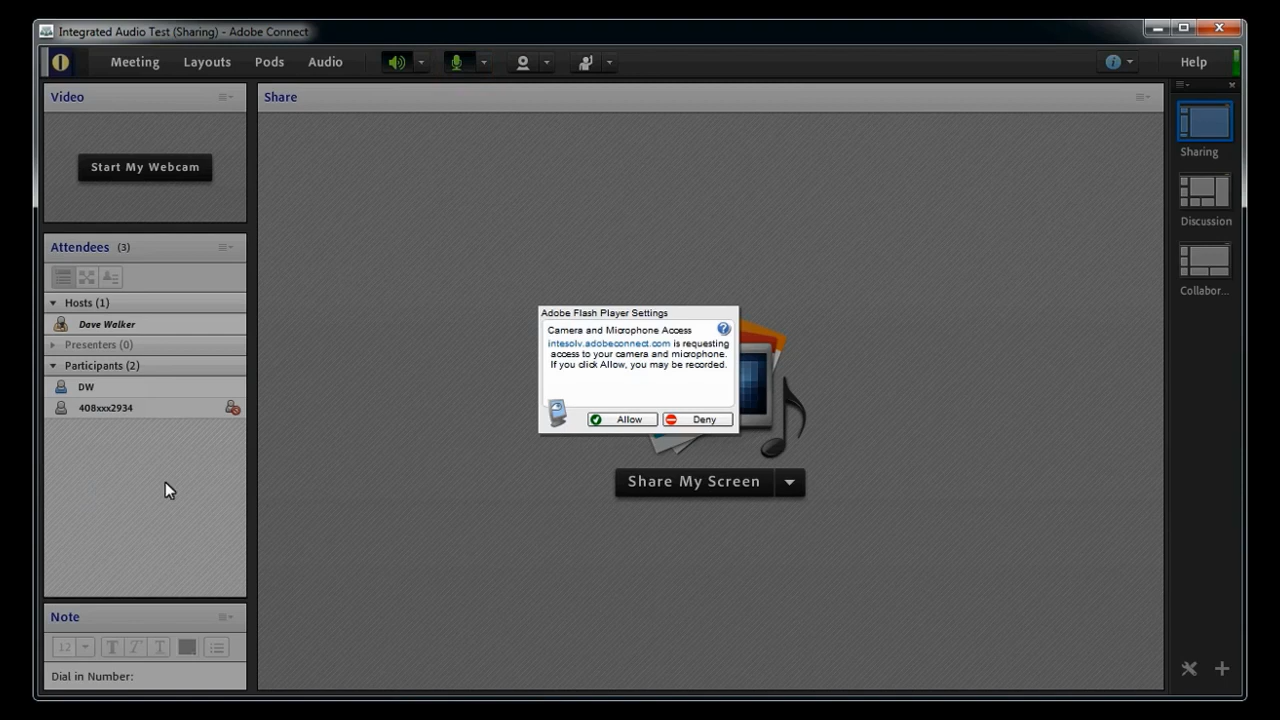 Integrated Audio Test (Sharing) - Adobe Connect
Meeting Layouts Pods Audio Help
Video
Start My Webcam
Attendees (3)
Hosts (1)
Dave Walker
Presenters (0)
Participants (2)
DW
408xxx2934
Note
12 T T T
Dial in Number:
Share
Adobe Flash Player Settings
Camera and Microphone Access
intesolv.adobeconnect.com is requesting
access to your camera and microphone.
If you click Allow, you may be recorded.
Allow Deny
Share My Screen
Sharing
Discussion
Collabor...